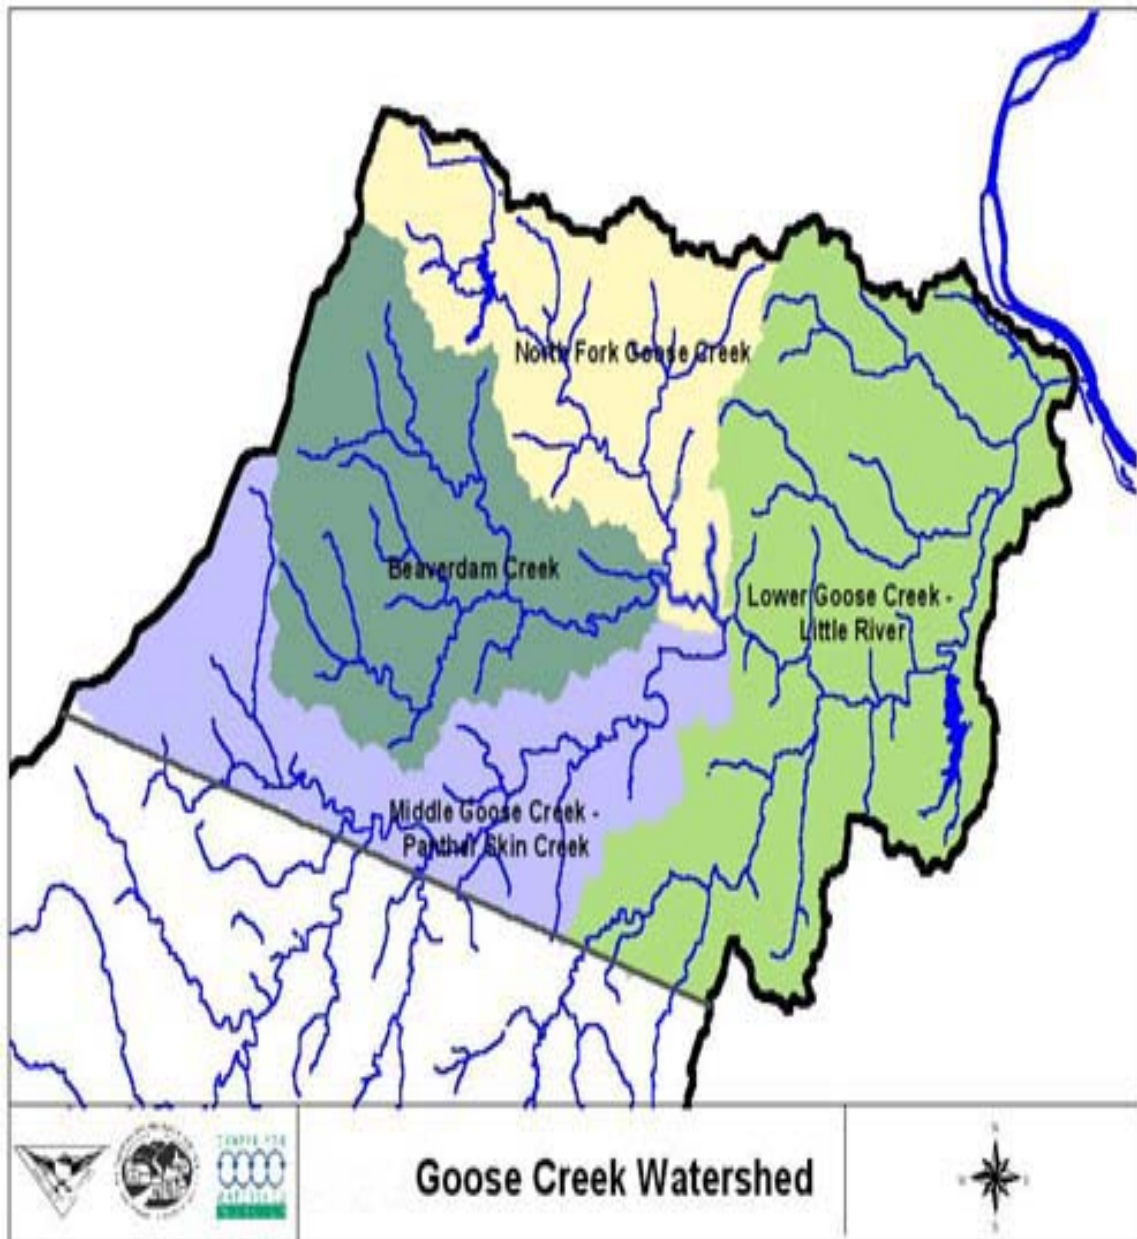 North Fork Goose Creek
Beaverdam Creek
Lower Goose Creek -
Little River
Middle Goose Creek -
Panther Skin Creek
Goose Creek Watershed